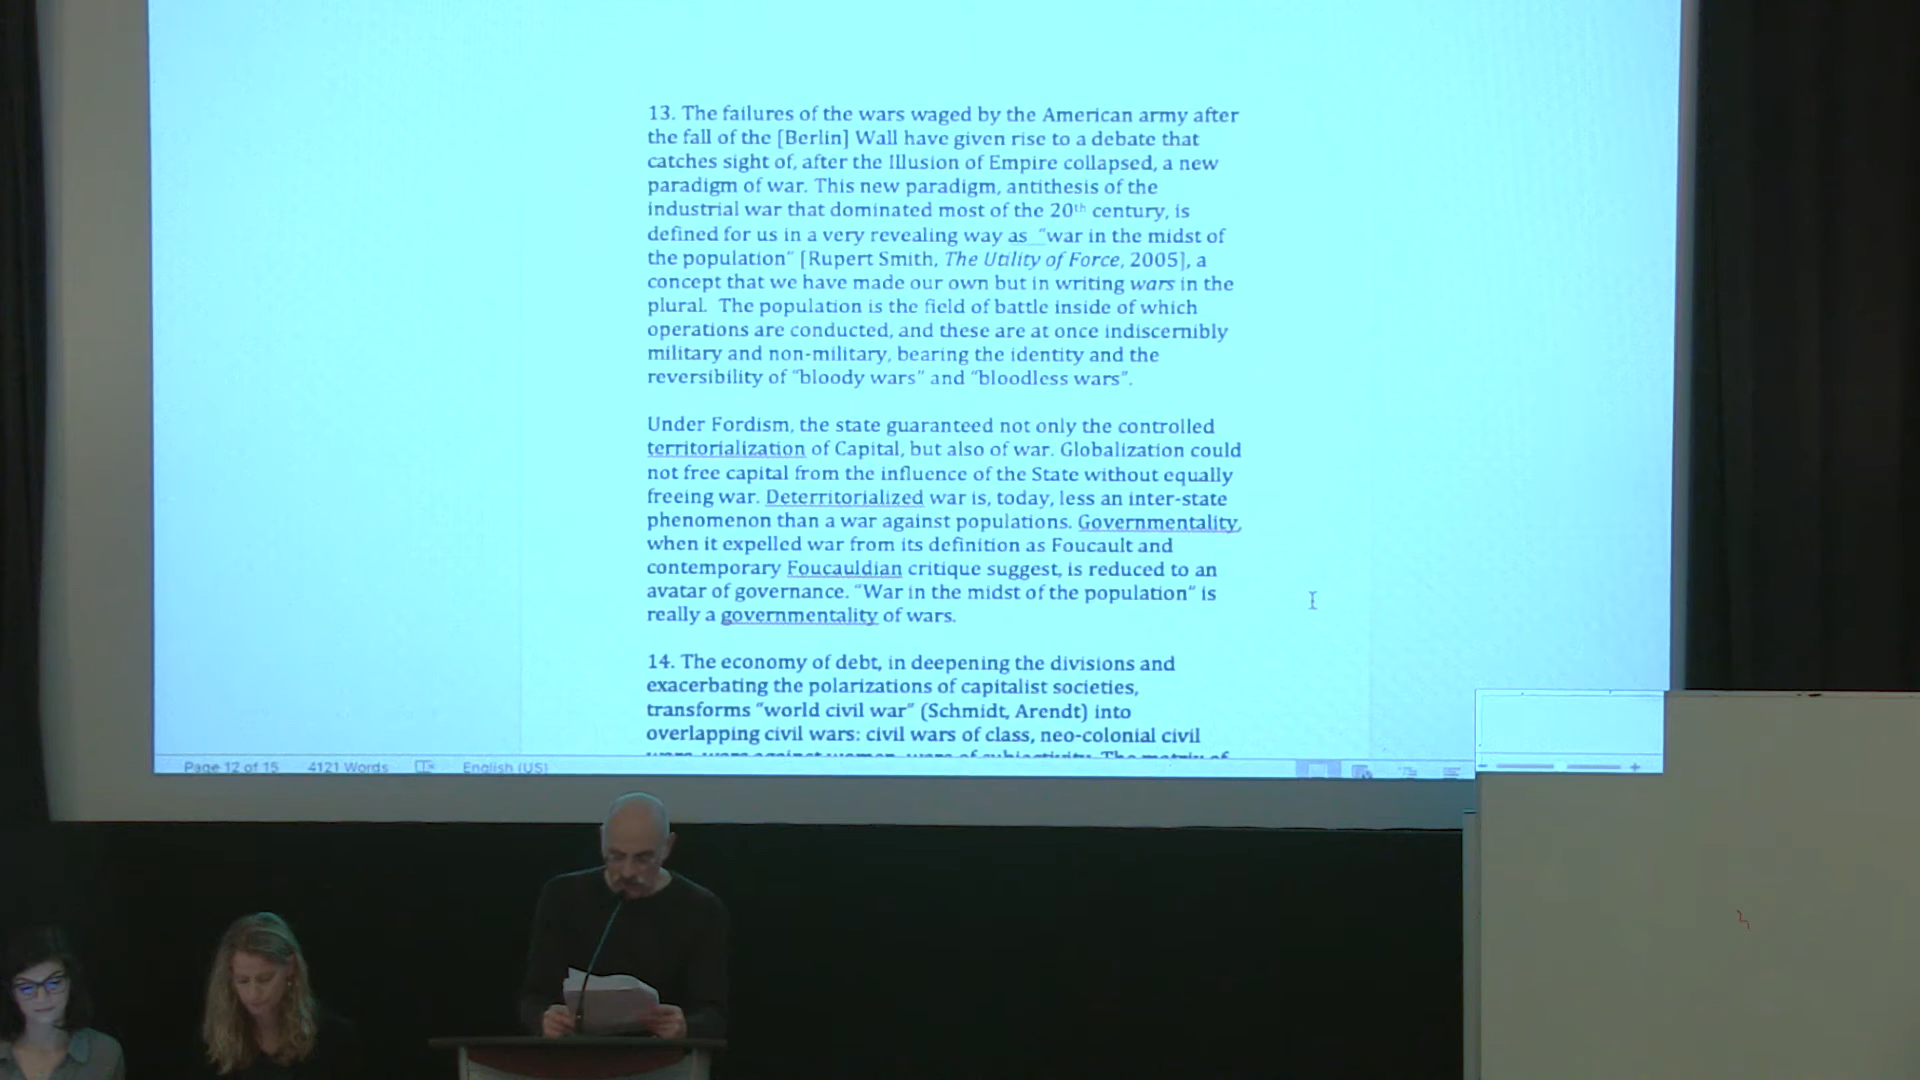 13. The failures of the wars waged by the American army after
the fall of the [Berlin] Wall have given rise to a debate that
catches sight of, after the Illusion of Empire collapsed, a new
paradigm of war. This new paradigm, antithesis of the
industrial war that dominated most of the 20th century, is
defined for us in a very revealing way as "war in the midst of
the population" [Rupert Smith, The Utility of Force, 2005], a
concept that we have made our own but in writing wars in the
plural. The population is the field of battle inside of which
operations are conducted, and these are at once indiscernibly
military and non-military, bearing the identity and the
reversibility of "bloody wars" and "bloodless wars".
Under Fordism, the state guaranteed not only the controlled
territorialization of Capital, but also of war. Globalization could
not free capital from the influence of the State without equally
freeing war. Deterritorialized war is, today, less an inter-state
phenomenon than a war against populations. Governmentality,
when it expelled war from its definition as Foucault and
contemporary Foucauldian critique suggest, is reduced to an
avatar of governance. "War in the midst of the population" is
really a governmentality of wars.
14. The economy of debt, in deepening the divisions and
exacerbating the polarizations of capitalist societies,
transforms "world civil war" (Schmidt, Arendt) into
overlapping civil wars: civil wars of class, neo-colonial civil
wars, wars against women, wars of subjectivity. The matrix of
Page 12 of 15 4121 Words English (US)